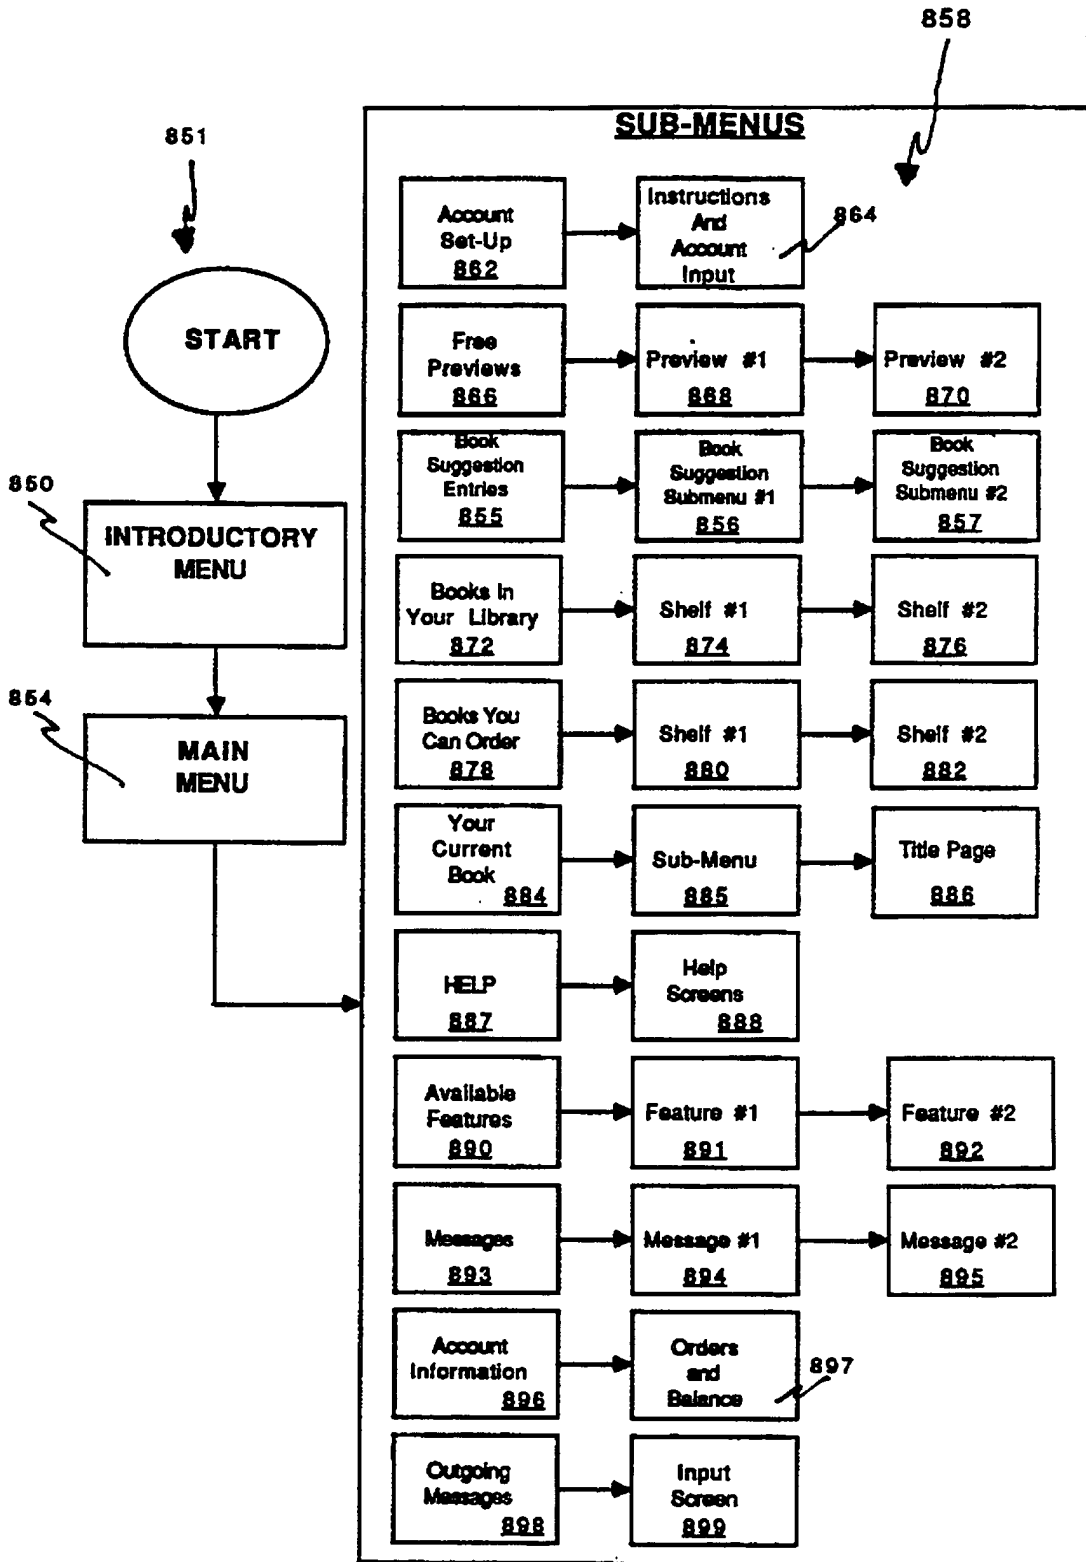 858
SUB-MENUS
851
START
850
INTRODUCTORY
MENU
854
MAIN
MENU
Account
Set-Up
862
Instructions
And
Account
Input
864
Free
Previews
866
Preview #1
868
Preview #2
870
Book
Suggestion
Entries
855
Book
Suggestion
Submenu #1
856
Book
Suggestion
Submenu #2
857
Books In
Your Library
872
Shelf #1
874
Shelf #2
876
Books You
Can Order
878
Shelf #1
880
Shelf #2
882
Your
Current
Book
884
Sub-Menu
885
Title Page
886
HELP
887
Help
Screens
888
Available
Features
890
Feature #1
891
Feature #2
892
Messages
893
Message #1
894
Message #2
895
Account
Information
896
Orders
and
Balance
897
Outgoing
Messages
898
Input
Screen
899